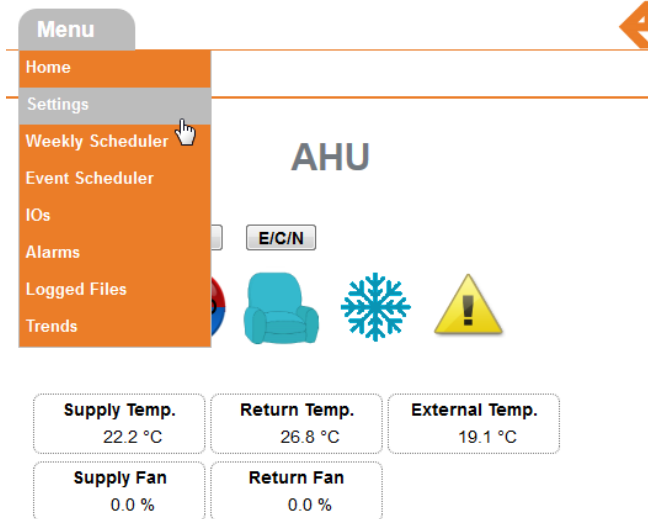 Menu
Home
Settings
Weekly Scheduler
Event Scheduler
IOs
Alarms
Logged Files
Trends
AHU
E/C/N
Supply Temp. Return Temp. External Temp.
22.2 °C 26.8 °C 19.1 °C
Supply Fan Return Fan
0.0 % 0.0 %